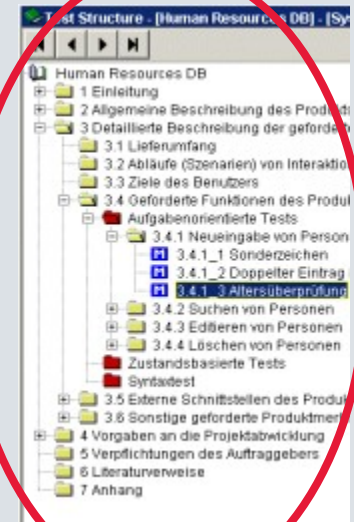 Test Structure - [Human Resources DB] - [Sy
Human Resources DB
1 Einleitung
2 Allgemeine Beschreibung des Produkt
3 Detaillierte Beschreibung der geforderte
3.1 Lieferumfang
3.2 Abläufe (Szenarien) von Interaktio
3.3 Ziele des Benutzers
3.4 Geforderte Funktionen des Produk
Aufgabenorientierte Tests
3.4.1 Neueingabe von Person
M 3.4.1_1 Sonderzeichen
M 3.4.1_2 Doppelter Eintrag
M 3.4.1_3 Altersüberprüfung
3.4.2 Suchen von Personen
3.4.3 Editieren von Personen
3.4.4 Löschen von Personen
Zustandsbasierte Tests
Syntaxtest
3.5 Externe Schnittstellen des Produk
3.6 Sonstige geforderte Produktmerk
4 Vorgaben an die Projektabwicklung
5 Verpflichtungen des Auftraggebers
6 Literaturverweise
7 Anhang